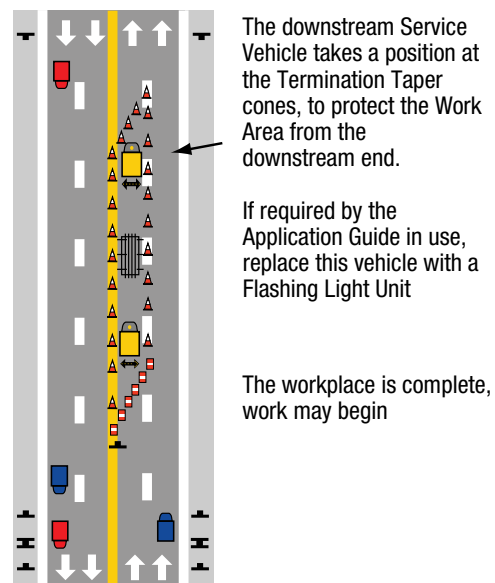 The downstream Service
Vehicle takes a position at
the Termination Taper
cones, to protect the Work
Area from the
downstream end.
If required by the
Application Guide in use,
replace this vehicle with a
Flashing Light Unit
The workplace is complete,
work may begin